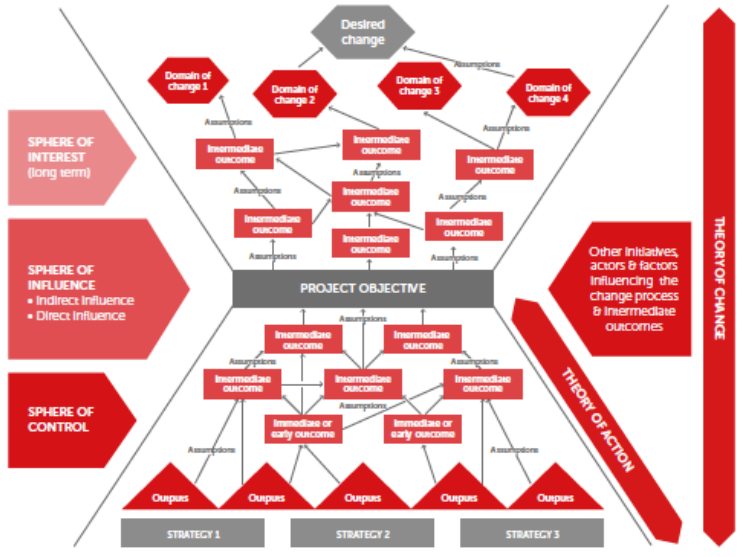 Desired
change
Assumptions
Domain of
change 1
Domain of
change 2
Domain of
change 3
Domain of
change 4
Assumptions
Assumptions
SPHERE OF
INTEREST
(long term)
Intermediate
outcome
Intermediate
outcome
Intermediate
outcome
Assumptions
Assumptions
Intermediate
outcome
Assumptions
Intermediate
outcome
Intermediate
outcome
Intermediate
outcome
Assumptions
Assumptions
SPHERE OF
INFLUENCE
• Indirect Influence
• Direct Influence
PROJECT OBJECTIVE
Other initiatives,
actors & factors
influencing the
change process
& intermediate
outcomes
THEORY OF CHANGE
Assumptions
Intermediate
outcome
Intermediate
outcome
Assumptions
Assumptions
Intermediate
outcome
Intermediate
outcome
Intermediate
outcome
Assumptions
THEORY OF ACTION
SPHERE OF
CONTROL
Immediate or
early outcome
Immediate or
early outcome
Assumptions
Assumptions
Outputs
Outputs
Outputs
Outputs
Outputs
STRATEGY 1
STRATEGY 2
STRATEGY 3